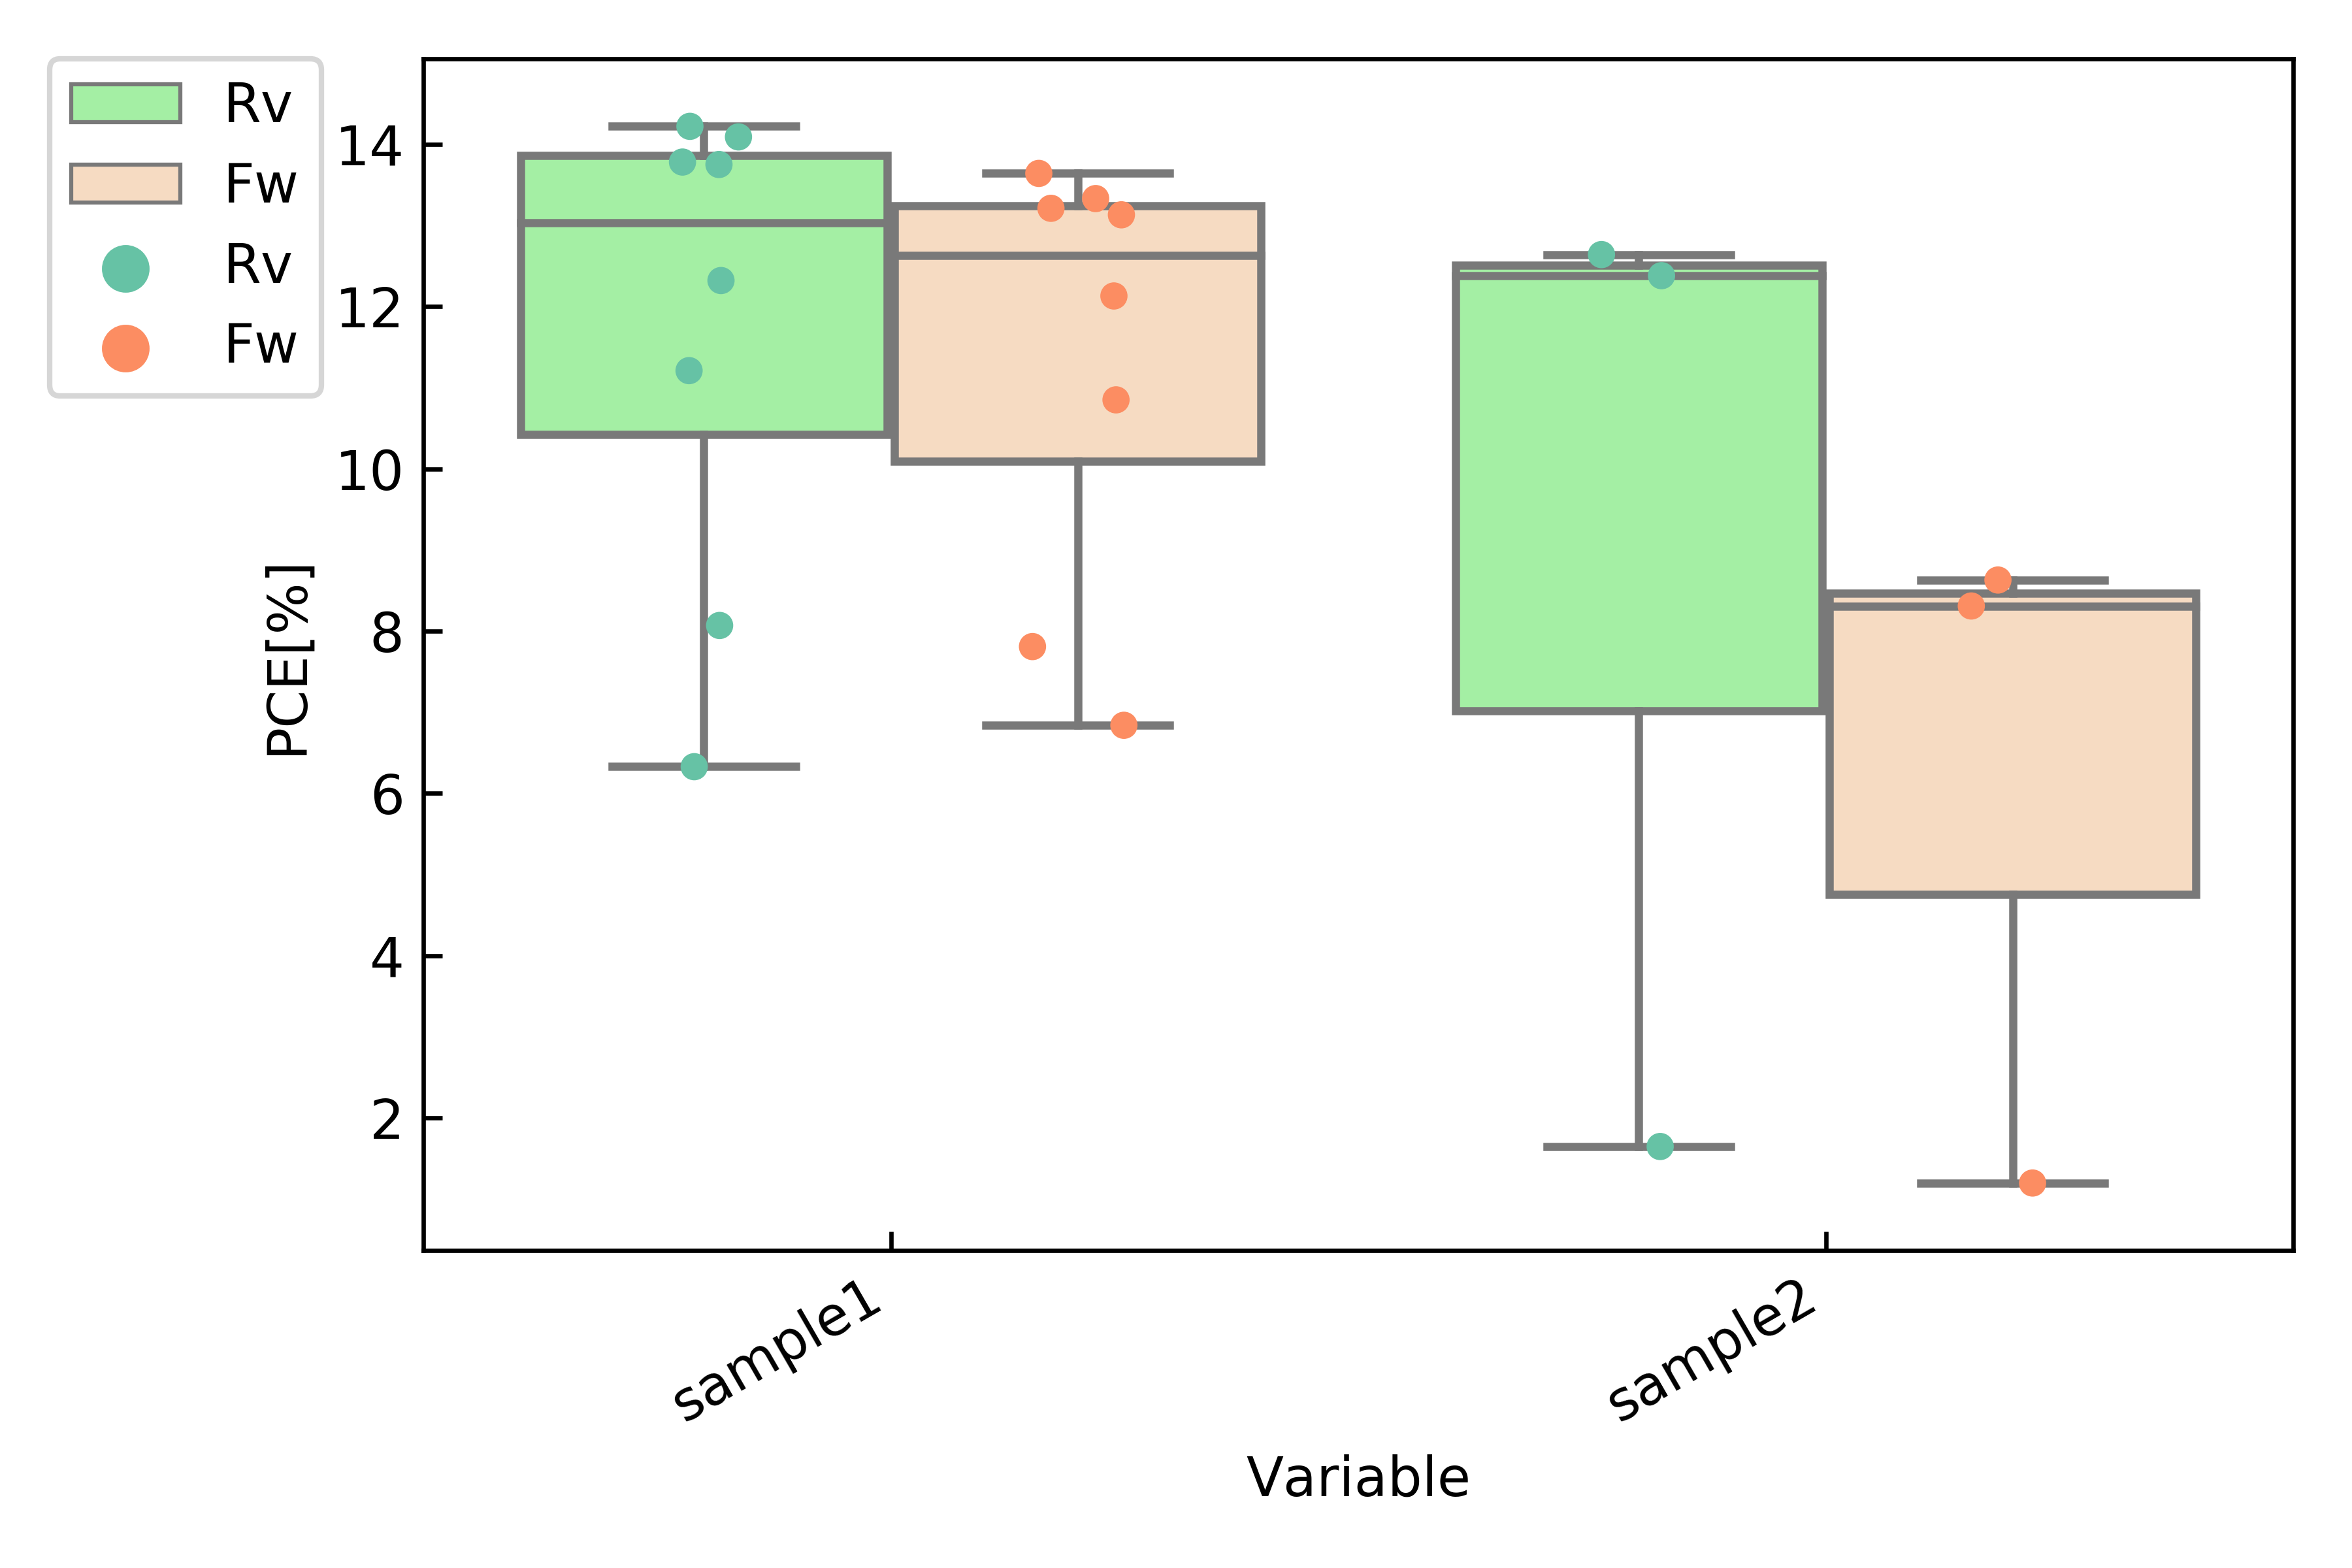 Rv
Fw
Rv
Fw
14
12
10
8
6
4
2
PCE[%]
sample1
sample2
Variable